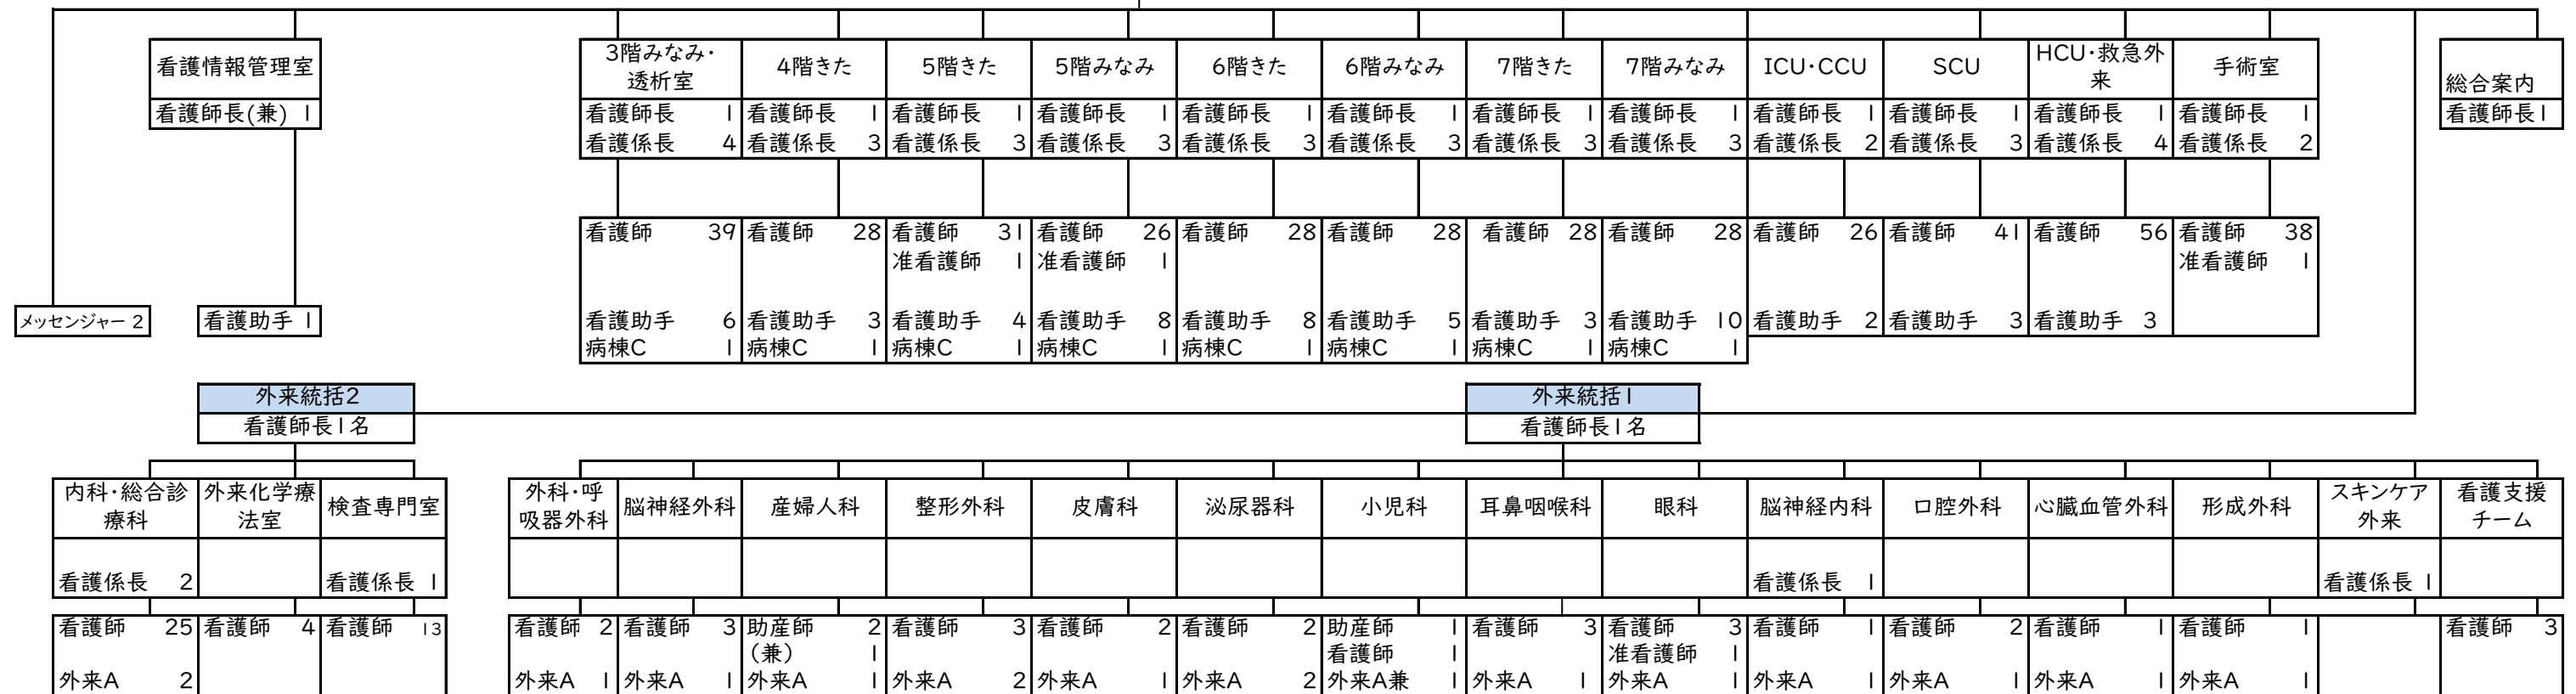 看護情報管理室
看護師長(兼) 1
看護助手 1
メッセンジャー 2
3階みなみ・
透析室
看護師長 1
看護係長 4
看護師 39
看護助手 6
病棟C 1
4階きた
看護師長 1
看護係長 3
看護師 28
看護助手 3
病棟C 1
5階きた
看護師長 1
看護係長 3
看護師 31
准看護師 1
看護助手 4
病棟C 1
5階みなみ
看護師長 1
看護係長 3
看護師 26
准看護師 1
看護助手 8
病棟C 1
6階きた
看護師長 1
看護係長 3
看護師 28
看護助手 8
病棟C 1
6階みなみ
看護師長 1
看護係長 3
看護師 28
看護助手 5
病棟C 1
7階きた
看護師長 1
看護係長 3
看護師 28
看護助手 3
病棟C 1
7階みなみ
看護師長 1
看護係長 3
看護師 28
看護助手 10
病棟C 1
ICU・CCU
看護師長 1
看護係長 2
看護師 26
看護助手 2
SCU
看護師長 1
看護係長 3
看護師 41
看護助手 3
HCU・救急外
来
看護師長 1
看護係長 4
看護師 56
看護助手 3
手術室
看護師長 1
看護係長 2
看護師 38
准看護師 1
総合案内
看護師長1
外来統括2
看護師長1名
外来統括1
看護師長1名
内科・総合診
療科
看護係長 2
看護師 25
外来A 2
外来化学療
法室
看護師 4
検査専門室
看護係長 1
看護師 13
外科・呼
吸器外科
看護師 2
外来A 1
脳神経外科
看護師 3
外来A 1
産婦人科
助産師 2
(兼) 1
外来A 1
整形外科
看護師 3
外来A 2
皮膚科
看護師 2
外来A 1
泌尿器科
看護師 2
外来A 2
小児科
助産師 1
看護師 1
外来A兼 1
耳鼻咽喉科
看護師 3
外来A 1
眼科
看護師 3
准看護師 1
外来A 1
脳神経内科
看護係長 1
看護師 1
外来A 1
口腔外科
看護師 2
外来A 1
心臓血管外科
看護師 1
外来A 1
形成外科
看護師 1
外来A 1
スキンケア
外来
看護係長 1
看護支援
チーム
看護師 3